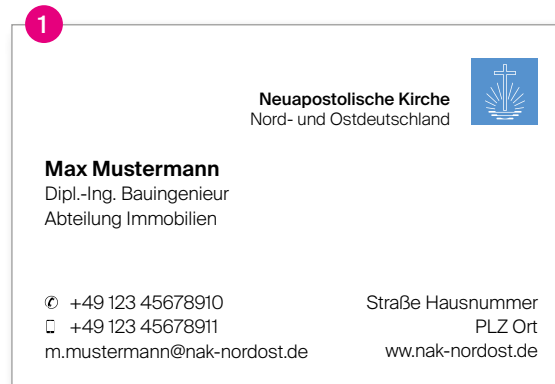 1
Neuapostolische Kirche
Nord- und Ostdeutschland
Max Mustermann
Dipl.-Ing. Bauingenieur
Abteilung Immobilien
✆ +49 123 45678910
+49 123 45678911
m.mustermann@nak-nordost.de
Straße Hausnummer
PLZ Ort
ww.nak-nordost.de